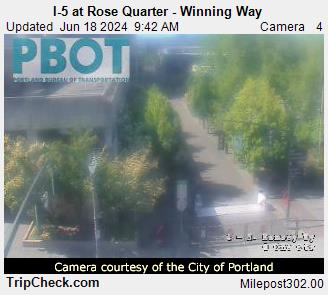 I-5 at Rose Quarter - Winning Way
Updated Jun 18 2024 9:42 AM Camera 4
PBOT
PORTLAND BUREAU OF TRANSPORTATION
Camera courtesy of the City of Portland
TripCheck.com Milepost302.00